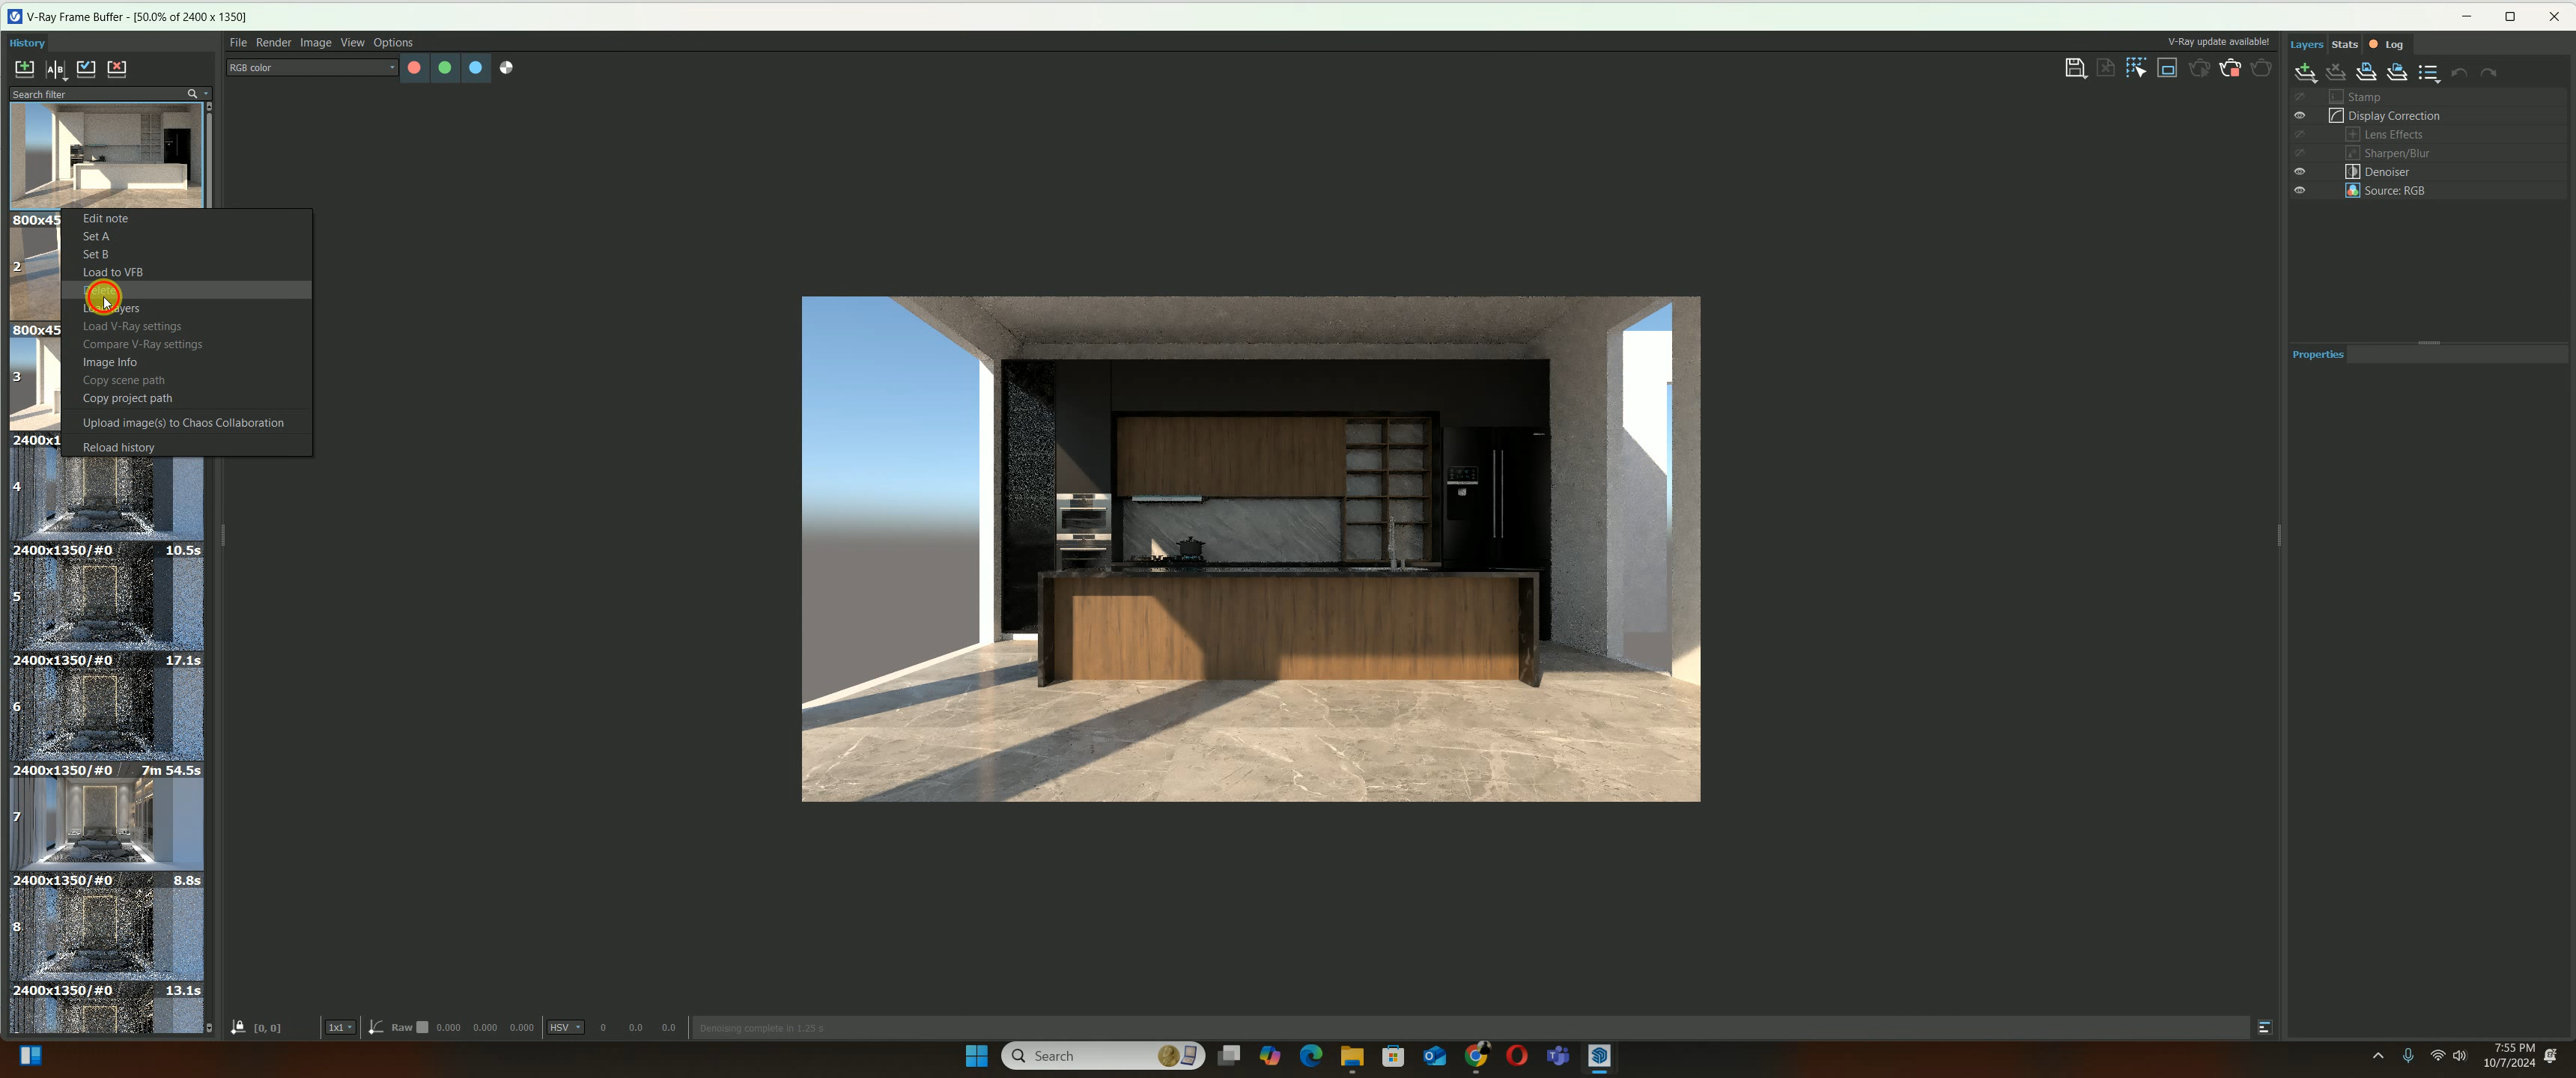 V-Ray Frame Buffer - [50.0% of 2400 x 1350]
History
File Render Image View Options
V-Ray update available!
Layers Stats Log
A|B
RGB color
Search filter
Stamp
Display Correction
Lens Effects
Sharpen/Blur
Denoiser
Source: RGB
Properties
800x45
2
800x45
3
Edit note
Set A
Set B
Load to VFB
Load V-Ray settings
Compare V-Ray settings
Image Info
Copy scene path
Copy project path
Upload image(s) to Chaos Collaboration
Reload history
2400x1
4
2400x1350/#0 10.5s
5
2400x1350/#0 17.1s
6
2400x1350/#0 7m 54.5s
7
2400x1350/#0 8.8s
8
2400x1350/#0 13.1s
[0, 0] 1x1 Raw 0.000 0.000 0.000 HSV 0 0.0 0.0 Denoising complete in 1.25 s
Search
7:55 PM
10/7/2024